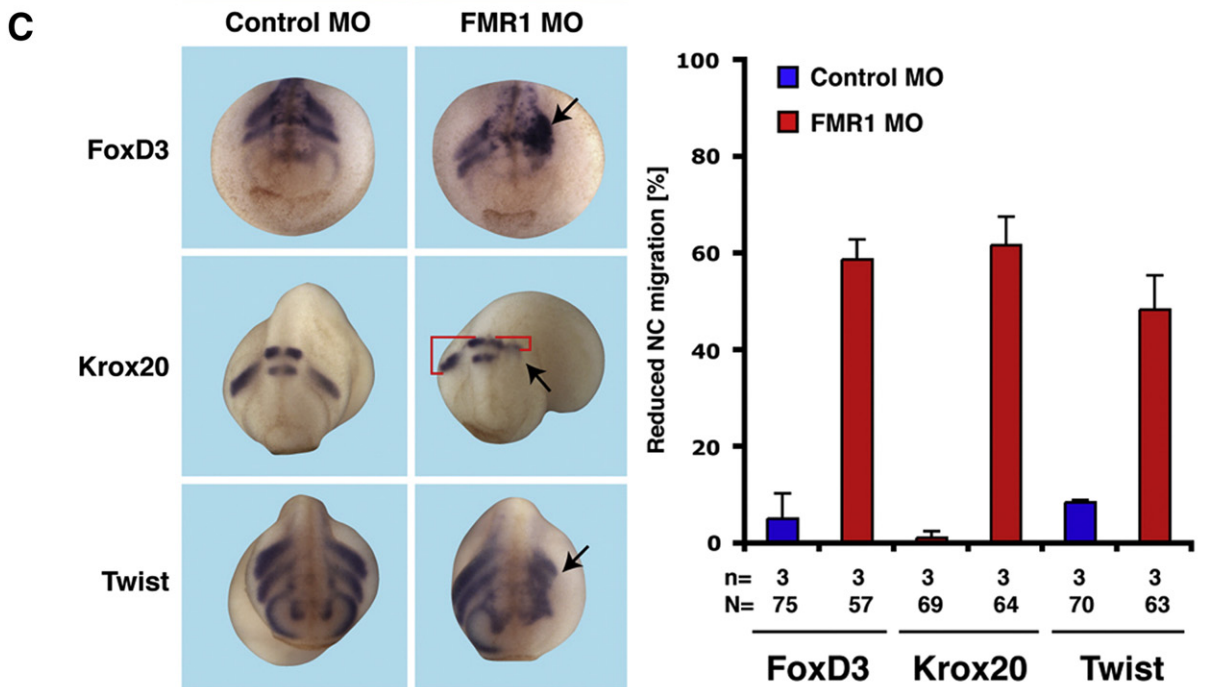 C
Control MO
FMR1 MO
FoxD3
Krox20
Twist
Reduced NC migration [%]
100
80
60
40
20
0
Control MO
FMR1 MO
n= 3 3 3 3 3 3
N= 75 57 69 64 70 63
FoxD3 Krox20 Twist